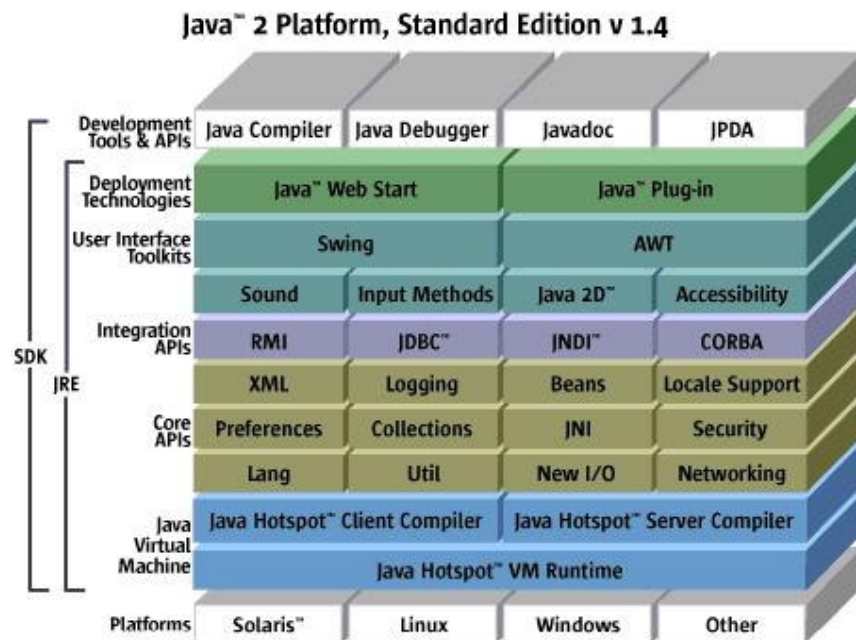 Java™ 2 Platform, Standard Edition v 1.4
Development
Tools & APIs
Java Compiler
Java Debugger
Javadoc
JPDA
Deployment
Technologies
Java™ Web Start
Java™ Plug-in
User Interface
Toolkits
Swing
AWT
Sound
Input Methods
Java 2D™
Accessibility
Integration
APIs
RMI
JDBC™
JNDI™
CORBA
SDK
JRE
XML
Logging
Beans
Locale Support
Core
APIs
Preferences
Collections
JNI
Security
Lang
Util
New I/O
Networking
Java
Virtual
Machine
Java Hotspot™ Client Compiler
Java Hotspot™ Server Compiler
Java Hotspot™ VM Runtime
Platforms
Solaris™
Linux
Windows
Other